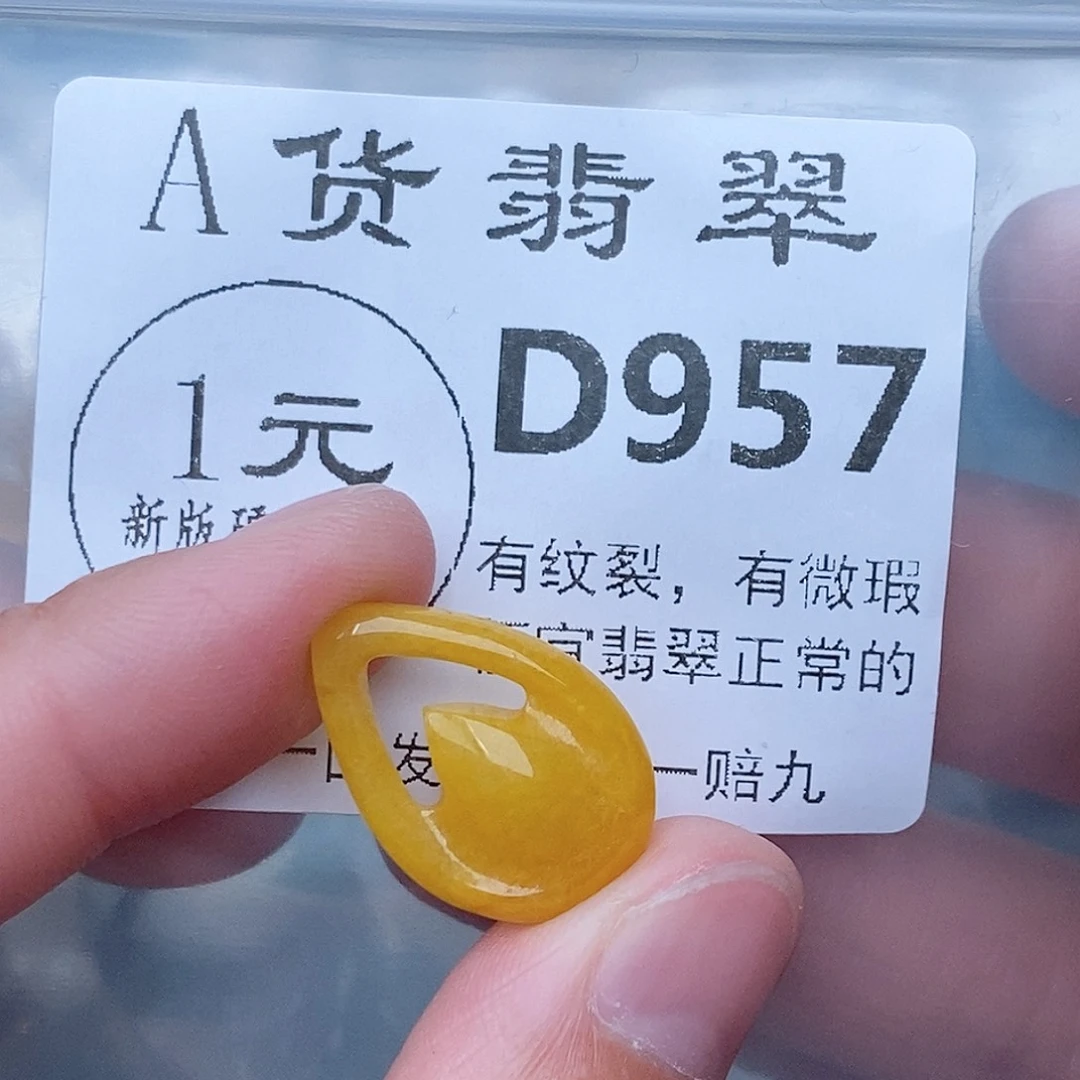 A 货 翡 翠
D957
1元
新版
有纹裂，有微瑕
翡翠正常的
发
一赔九